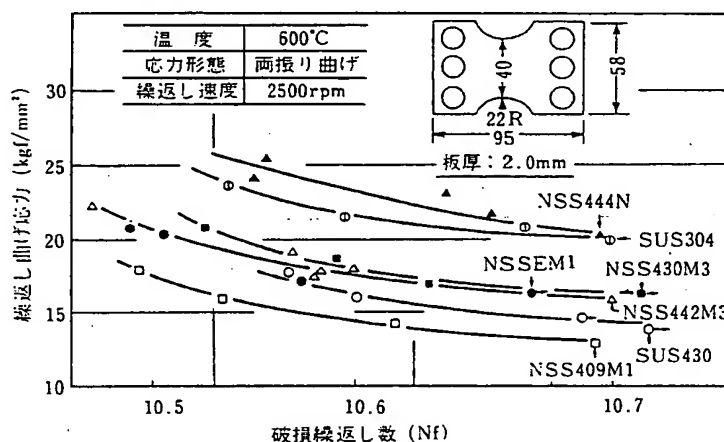 温度 600℃
応力形態 両振り曲げ
繰返し速度 2500rpm
40
58
22R
95
板厚：2.0mm
繰返し曲げ応力 (kgf/mm²)
30
25
20
15
10
NSS444N
SUS304
NSSEM1
NSS430M3
NSS442M3
SUS430
NSS409M1
10.5
10.6
10.7
破損繰返し数 (Nf)